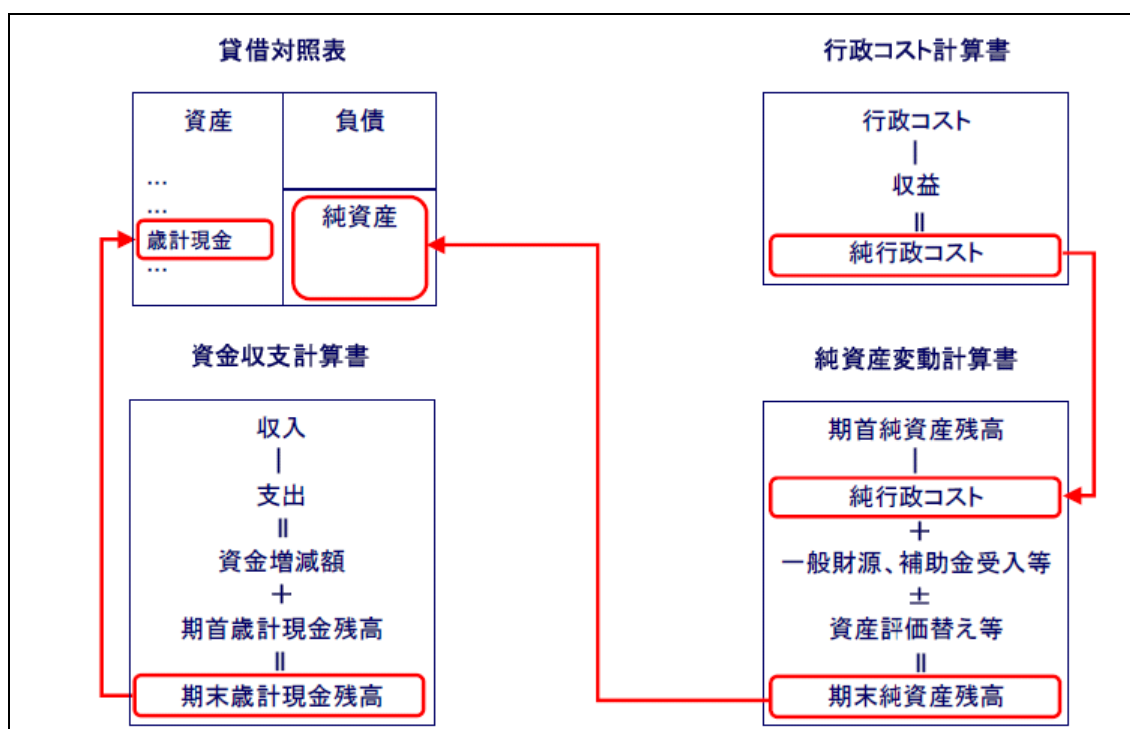 貸借対照表
資産
負債
…
…
純資産
歳計現金
…
資金収支計算書
収入
－
支出
＝
資金増減額
＋
期首歳計現金残高
＝
期末歳計現金残高
行政コスト計算書
行政コスト
－
収益
＝
純行政コスト
純資産変動計算書
期首純資産残高
－
純行政コスト
＋
一般財源、補助金受入等
±
資産評価替え等
＝
期末純資産残高